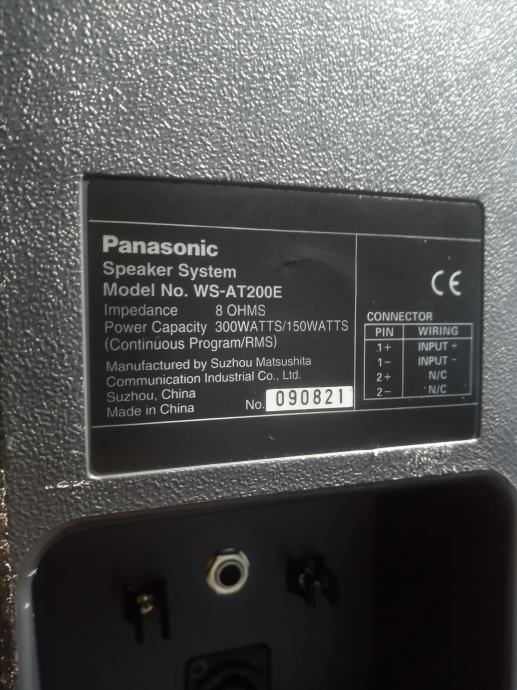 Panasonic
Speaker System
Model No. WS-AT200E
Impedance 8 OHMS
Power Capacity 300WATTS/150WATTS
(Continuous Program/RMS)
Manufactured by Suzhou Matsushita
Communication Industrial Co., Ltd.
Suzhou, China
Made in China
No. 090821
CE
CONNECTOR
PIN WIRING
1+ INPUT +
1- INPUT -
2+ N/C
2- N/C